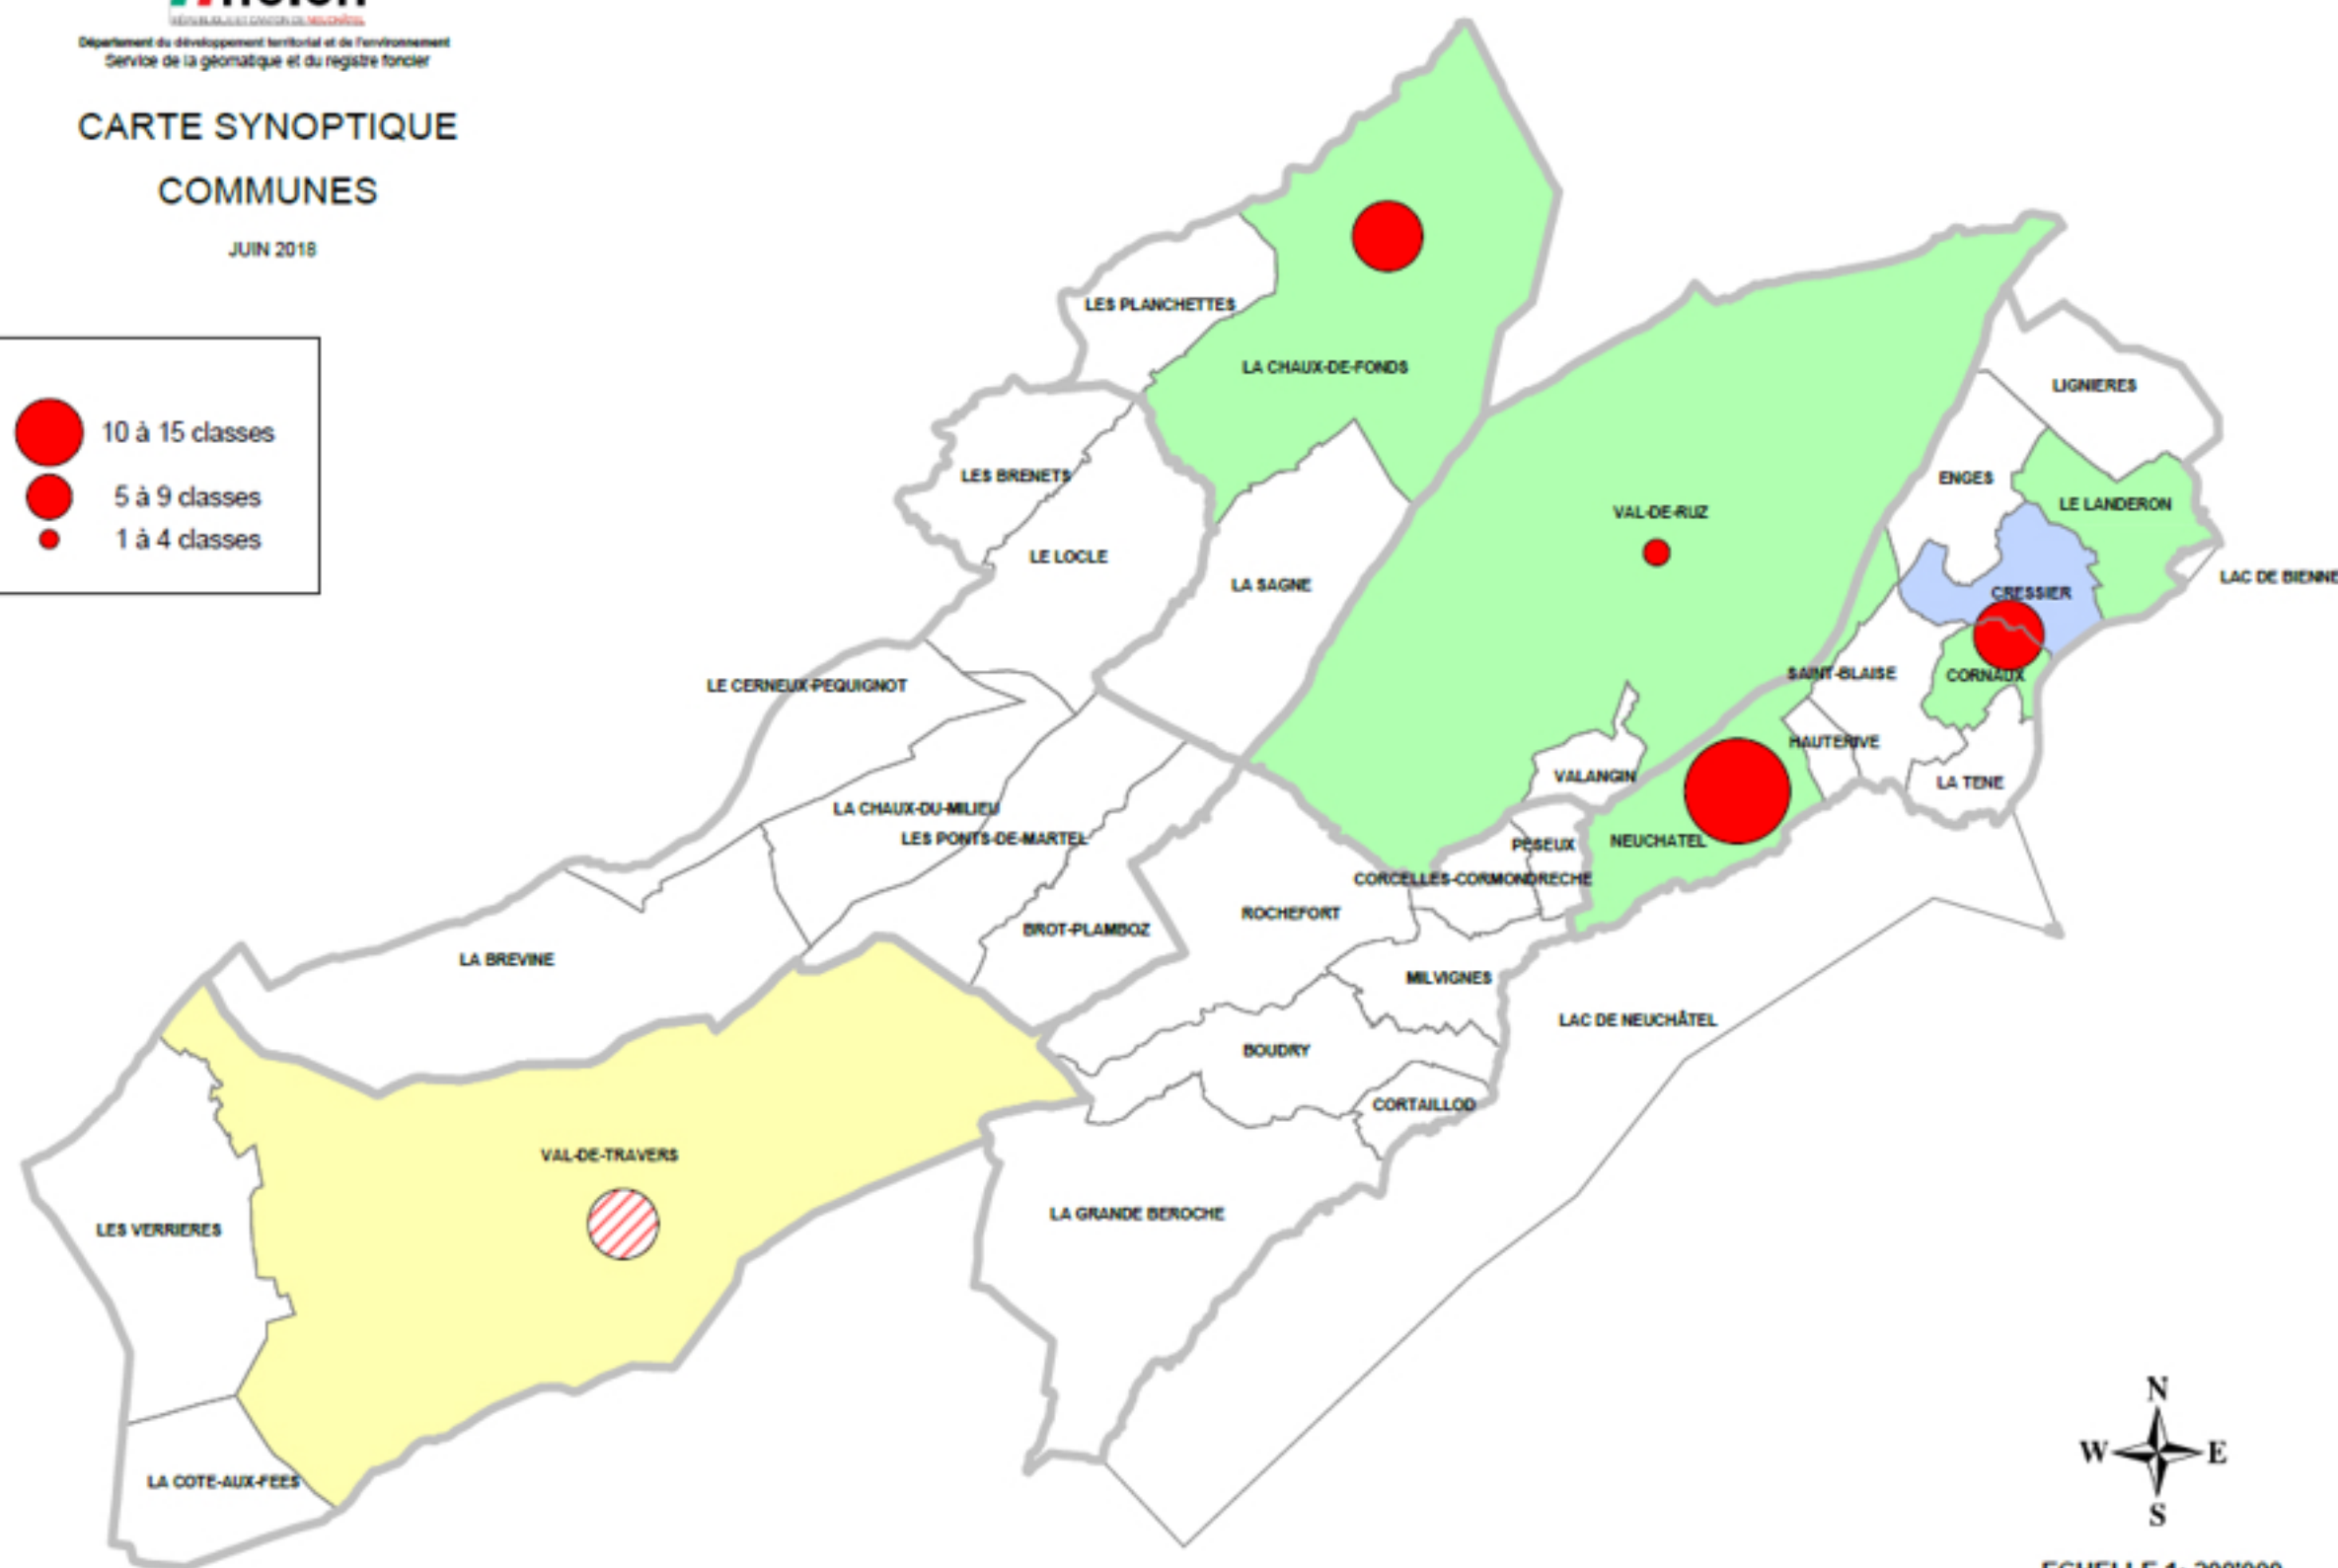 RÉPUBLIQUE ET CANTON DE NEUCHÂTEL
Département du développement territorial et de l'environnement
Service de la géomatique et du registre foncier
CARTE SYNOPTIQUE
COMMUNES
JUIN 2018
10 à 15 classes
5 à 9 classes
1 à 4 classes
LES PLANCHETTES
LA CHAUX-DE-FONDS
LIGNIERES
LES BRENETS
ENGES
LE LANDERON
VAL-DE-RUZ
LE LOCLE
LA SAGNE
LAC DE BIENNE
CRESSIER
SAINT-BLAISE
CORNAUX
LE CERNEUX-PEQUIGNOT
HAUTERIVE
VALANGIN
LA TENE
LA CHAUX-DU-MILIEU
LES PONTS-DE-MARTEL
PESEUX
NEUCHATEL
CORCELLES-CORMONDRECHE
ROCHEFORT
BROT-PLAMBOZ
LA BREVINE
MILVIGNES
LAC DE NEUCHÂTEL
BOUDRY
CORTAILLOD
VAL-DE-TRAVERS
LA GRANDE BEROCHE
LES VERRIERES
LA COTE-AUX-FEES
N
W E
S